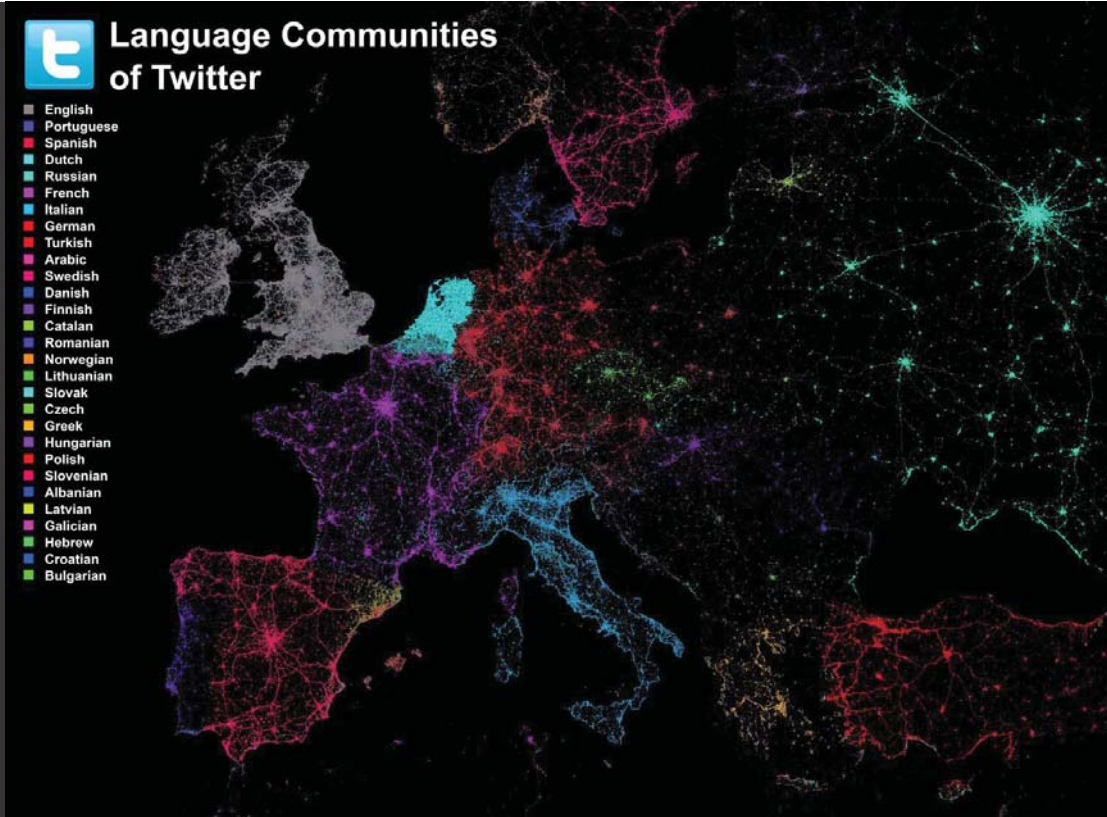 t
Language Communities
of Twitter
English
Portuguese
Spanish
Dutch
Russian
French
Italian
German
Turkish
Arabic
Swedish
Danish
Finnish
Catalan
Romanian
Norwegian
Lithuanian
Slovak
Czech
Greek
Hungarian
Polish
Slovenian
Albanian
Latvian
Galician
Hebrew
Croatian
Bulgarian